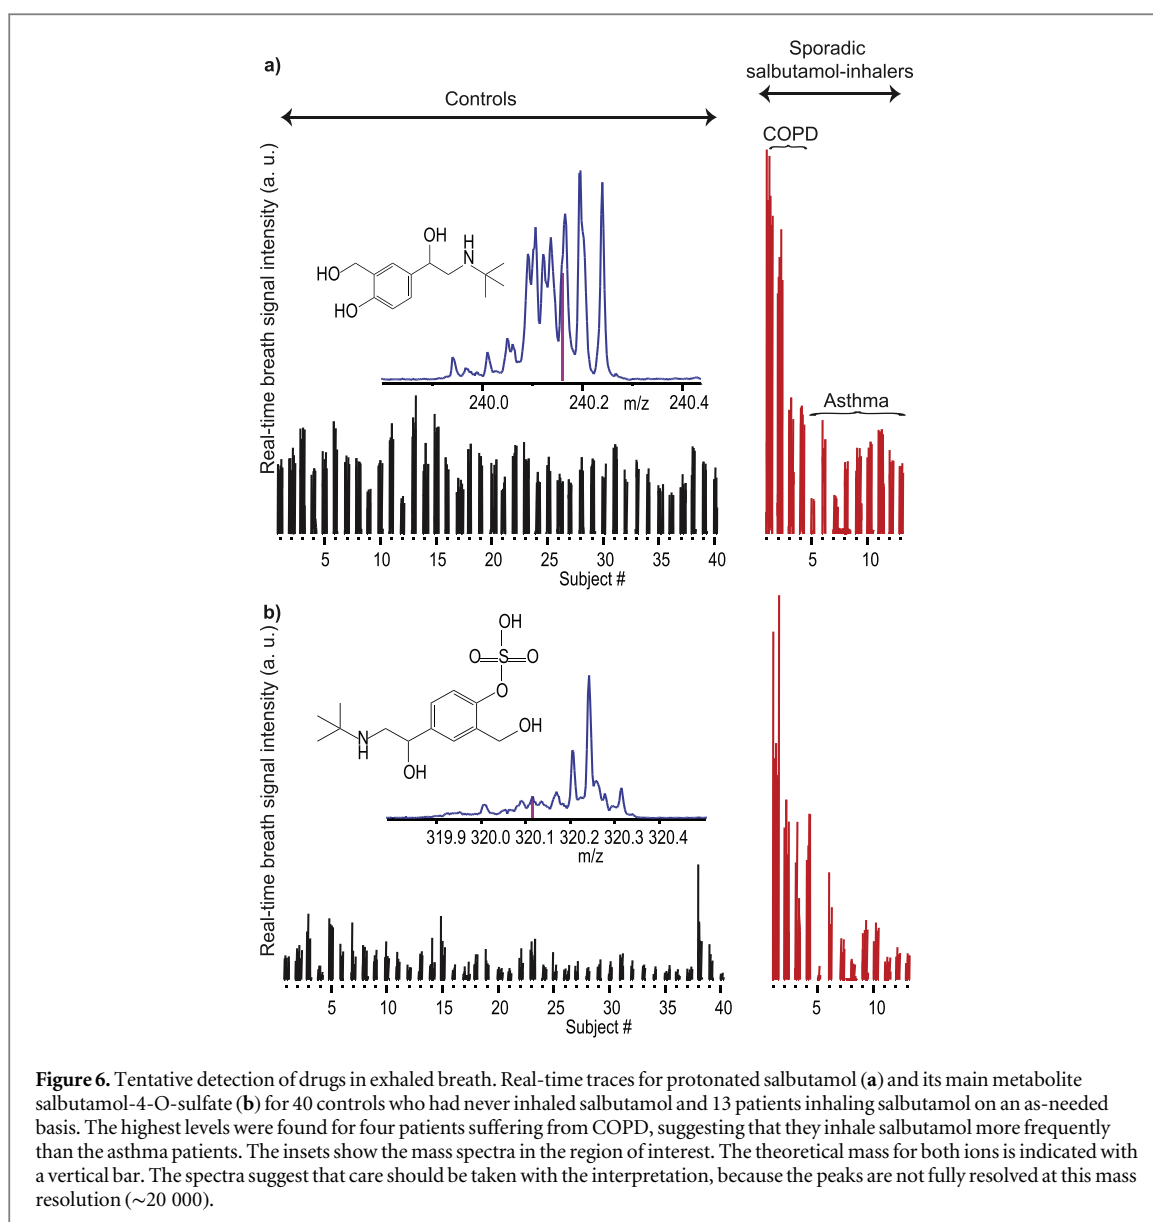 a)
Controls
Sporadic
salbutamol-inhalers
COPD
Real-time breath signal intensity (a. u.)
OH
H
N
HO
HO
240.0 240.2 m/z 240.4
Asthma
5 10 15 20 25 30 35 40
Subject #
5 10
b)
Real-time breath signal intensity (a. u.)
OH
O S O
O
OH
N
H
OH
319.9 320.0 320.1 320.2 320.3 320.4
m/z
5 10 15 20 25 30 35 40
Subject #
5 10
Figure 6. Tentative detection of drugs in exhaled breath. Real-time traces for protonated salbutamol (a) and its main metabolite
salbutamol-4-O-sulfate (b) for 40 controls who had never inhaled salbutamol and 13 patients inhaling salbutamol on an as-needed
basis. The highest levels were found for four patients suffering from COPD, suggesting that they inhale salbutamol more frequently
than the asthma patients. The insets show the mass spectra in the region of interest. The theoretical mass for both ions is indicated with
a vertical bar. The spectra suggest that care should be taken with the interpretation, because the peaks are not fully resolved at this mass
resolution (~20 000).